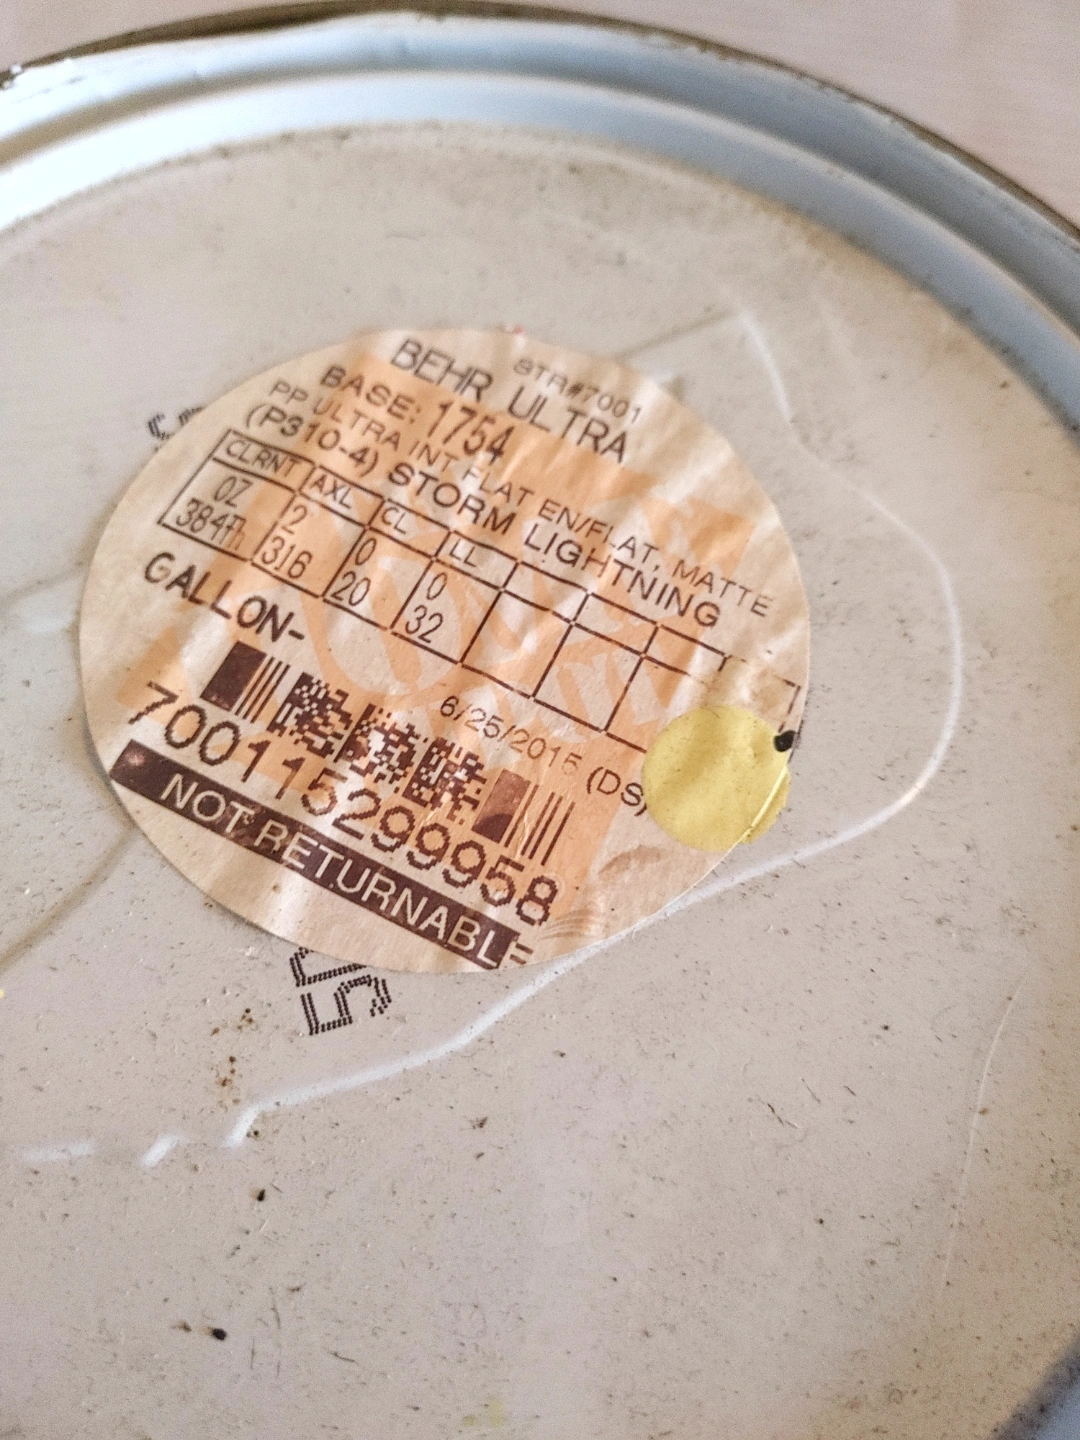 STR#7001
BEHR ULTRA
BASE: 1754
PP ULTRA INT FLAT EN/FLAT, MATTE
(P310-4) STORM LIGHTNING
CLRNT AXL CL LL
OZ 2 0 0
384th 316 20 32
GALLON-
6/25/2015 (DS)
700115299958
NOT RETURNABLE